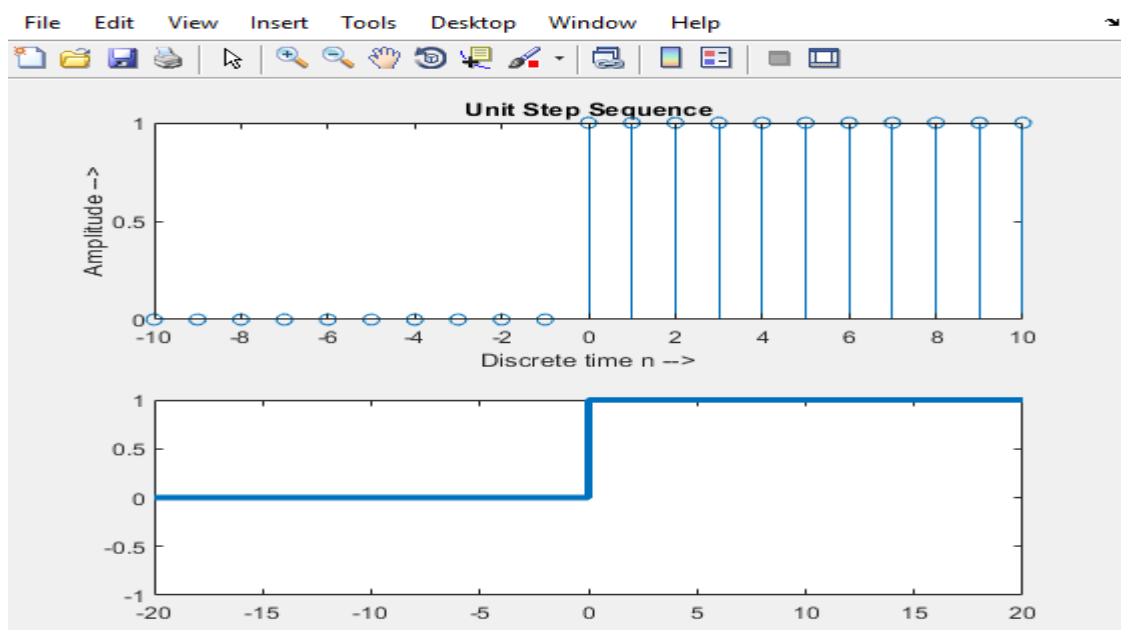 File Edit View Insert Tools Desktop Window Help
Unit Step Sequence
1
0.5
0
Amplitude -->
-10 -8 -6 -4 -2 0 2 4 6 8 10
Discrete time n -->
1
0.5
0
-0.5
-1
-20 -15 -10 -5 0 5 10 15 20